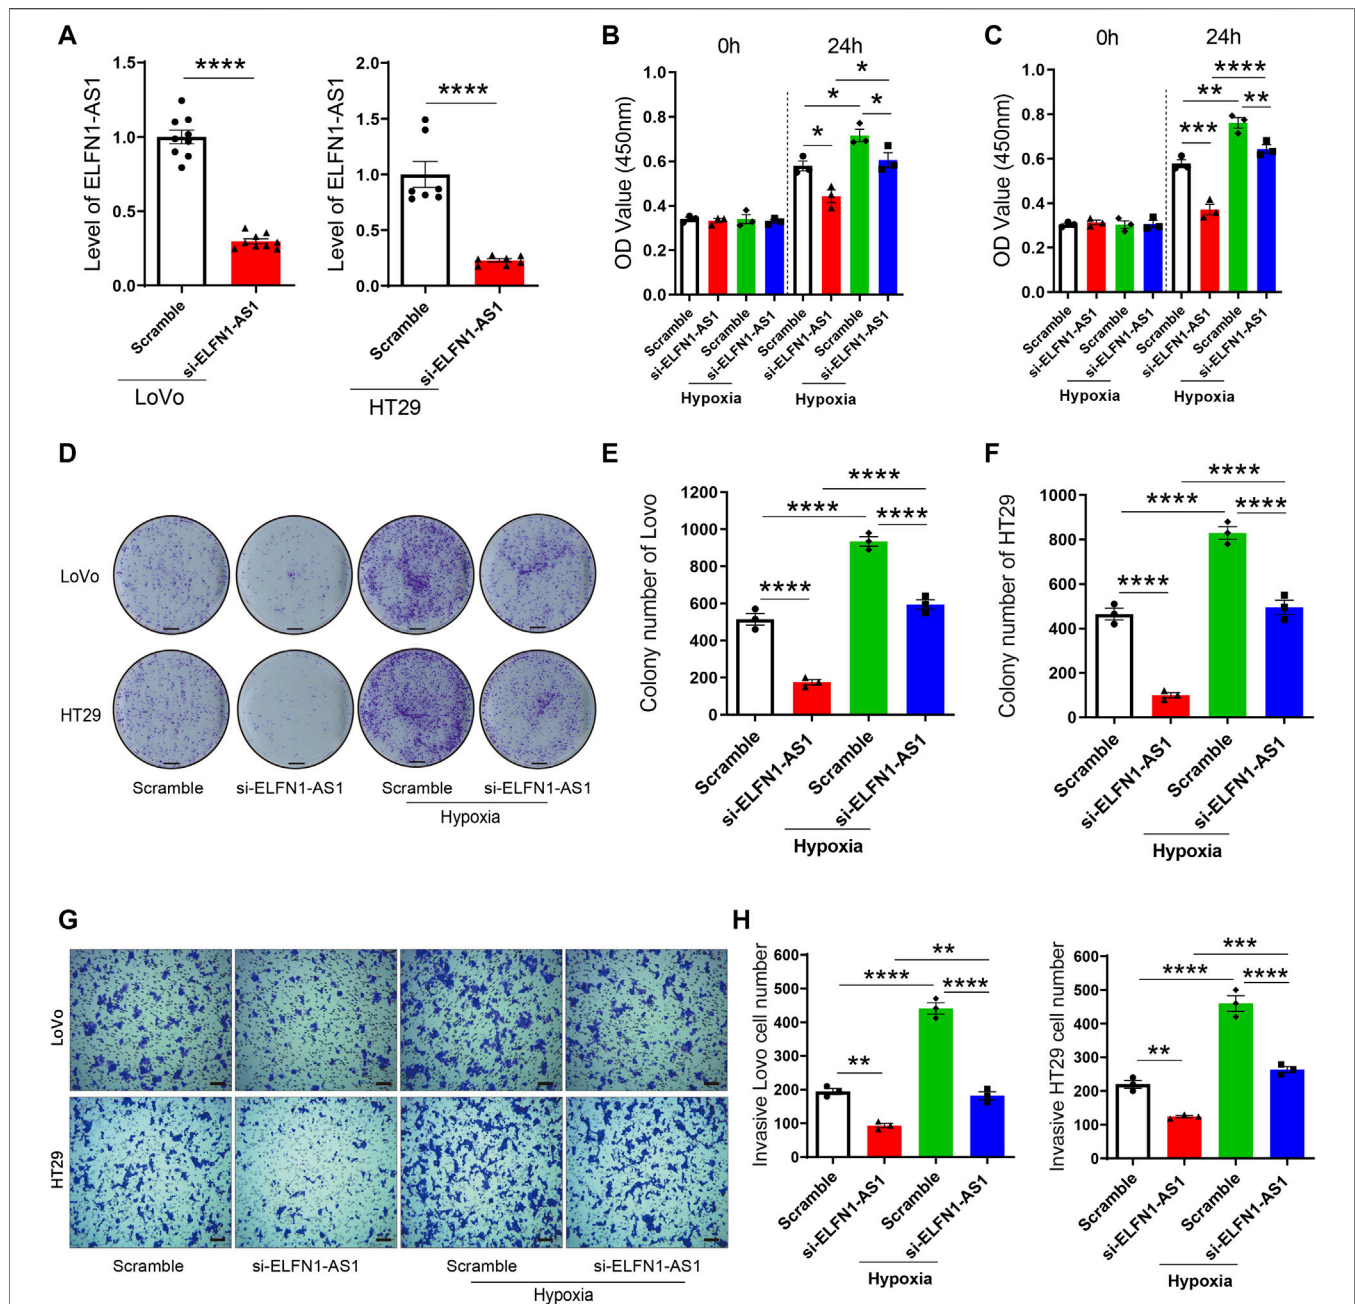 A
Level of ELFN1-AS1
1.5
1.0
0.5
0.0
****
Scramble
si-ELFN1-AS1
LoVo
Level of ELFN1-AS1
2.0
1.5
1.0
0.5
0.0
****
Scramble
si-ELFN1-AS1
HT29
B
0h
24h
OD Value (450nm)
1.0
0.8
0.6
0.4
0.2
0.0
*
*
*
*
Scramble
si-ELFN1-AS1
Scramble
si-ELFN1-AS1
Scramble
si-ELFN1-AS1
Scramble
si-ELFN1-AS1
Hypoxia
Hypoxia
C
0h
24h
OD Value (450nm)
1.0
0.8
0.6
0.4
0.2
0.0
****
**
**
***
Scramble
si-ELFN1-AS1
Scramble
si-ELFN1-AS1
Scramble
si-ELFN1-AS1
Scramble
si-ELFN1-AS1
Hypoxia
Hypoxia
D
LoVo
HT29
Scramble
si-ELFN1-AS1
Scramble
si-ELFN1-AS1
Hypoxia
E
Colony number of Lovo
1200
1000
800
600
400
200
0
****
****
****
****
Scramble
si-ELFN1-AS1
Scramble
si-ELFN1-AS1
Hypoxia
F
Colony number of HT29
1000
800
600
400
200
0
****
****
****
****
Scramble
si-ELFN1-AS1
Scramble
si-ELFN1-AS1
Hypoxia
G
LoVo
HT29
Scramble
si-ELFN1-AS1
Scramble
si-ELFN1-AS1
Hypoxia
H
Invasive Lovo cell number
600
500
400
300
200
100
0
**
****
****
**
Scramble
si-ELFN1-AS1
Scramble
si-ELFN1-AS1
Hypoxia
Invasive HT29 cell number
600
500
400
300
200
100
0
***
****
****
**
Scramble
si-ELFN1-AS1
Scramble
si-ELFN1-AS1
Hypoxia